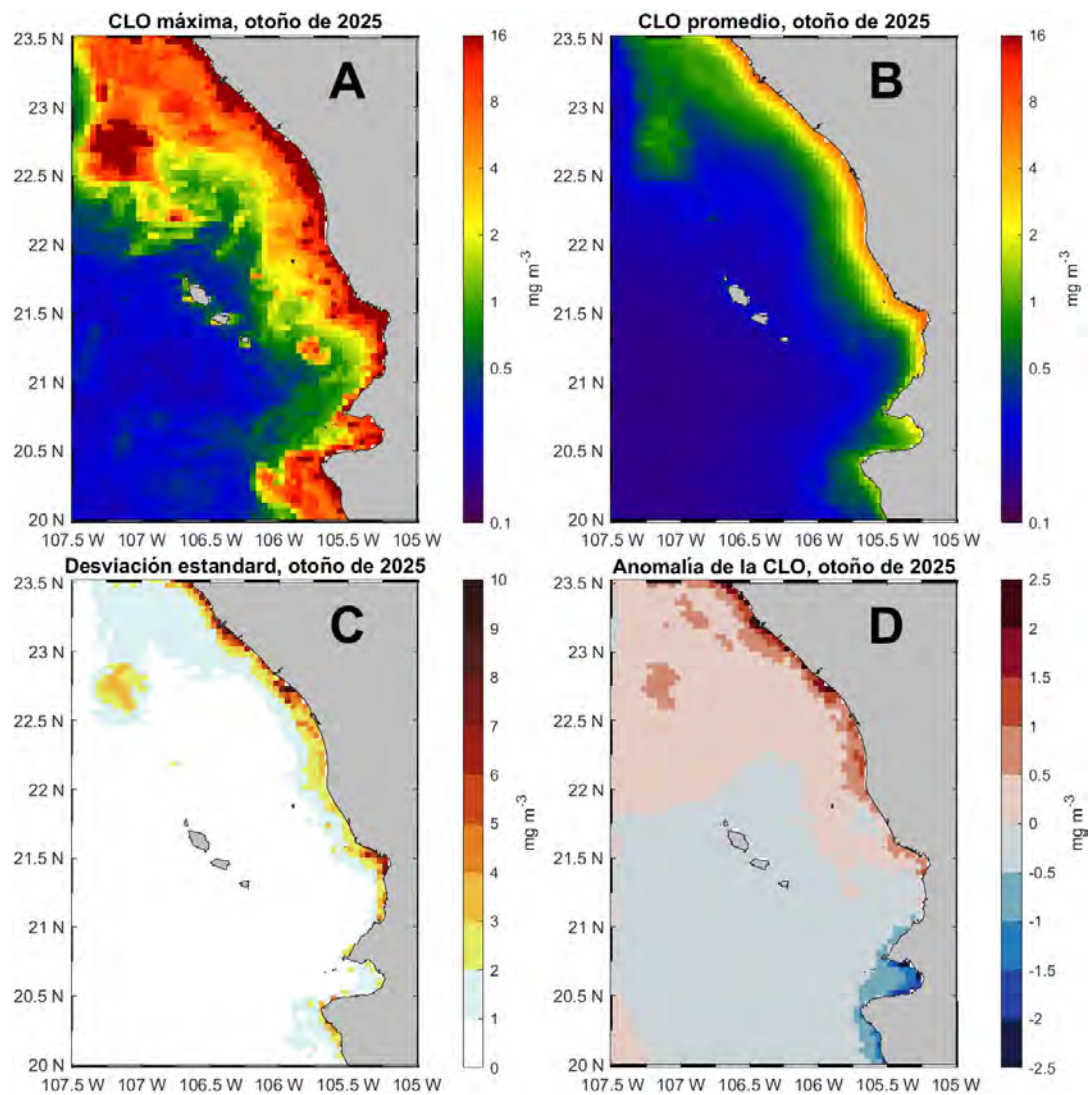 CLO máxima, otoño de 2025
A
23.5 N
23 N
22.5 N
22 N
21.5 N
21 N
20.5 N
20 N
107.5 W 107 W 106.5 W 106 W 105.5 W 105 W
16
8
4
2
1
0.5
0.1
mg m-3
CLO promedio, otoño de 2025
B
23.5 N
23 N
22.5 N
22 N
21.5 N
21 N
20.5 N
20 N
107.5 W 107 W 106.5 W 106 W 105.5 W 105 W
16
8
4
2
1
0.5
0.1
mg m-3
Desviación estandard, otoño de 2025
C
23.5 N
23 N
22.5 N
22 N
21.5 N
21 N
20.5 N
20 N
107.5 W 107 W 106.5 W 106 W 105.5 W 105 W
10
9
8
7
6
5
4
3
2
1
0
mg m-3
Anomalía de la CLO, otoño de 2025
D
23.5 N
23 N
22.5 N
22 N
21.5 N
21 N
20.5 N
20 N
107.5 W 107 W 106.5 W 106 W 105.5 W 105 W
2.5
2
1.5
1
0.5
0
-0.5
-1
-1.5
-2
-2.5
mg m-3